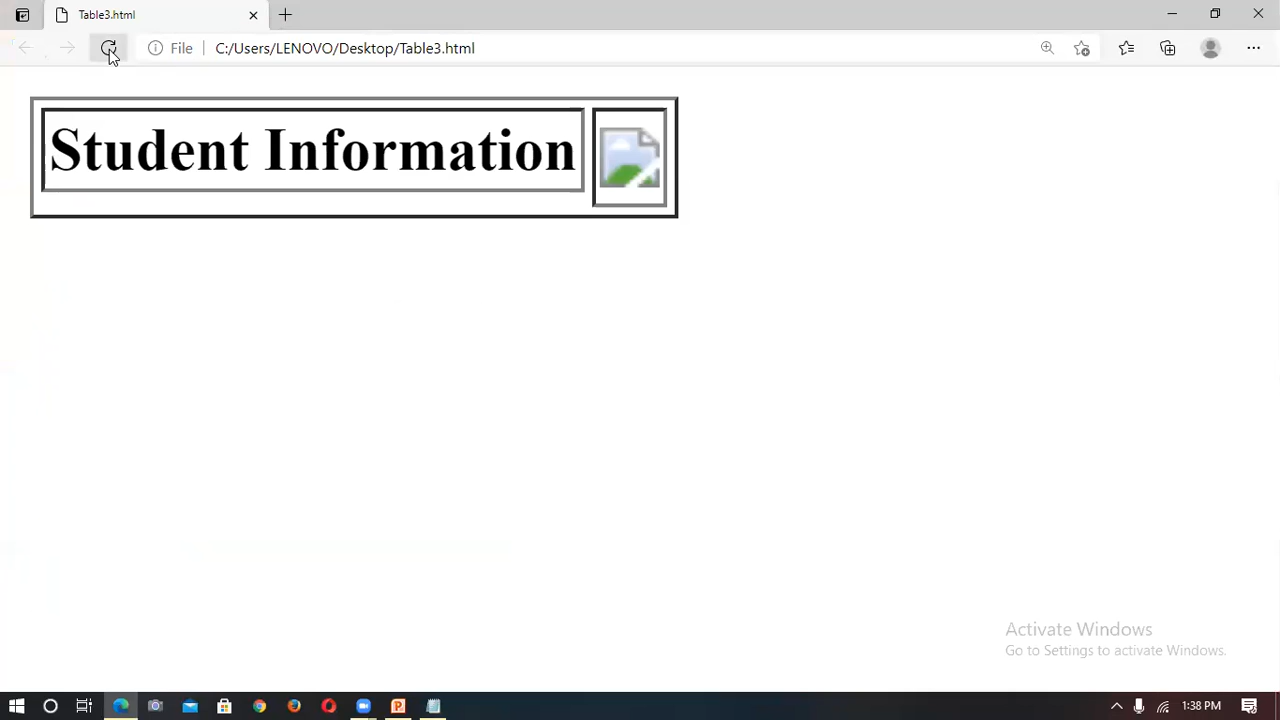 Table3.html
File C:/Users/LENOVO/Desktop/Table3.html
Student Information
Activate Windows
Go to Settings to activate Windows.
1:38 PM